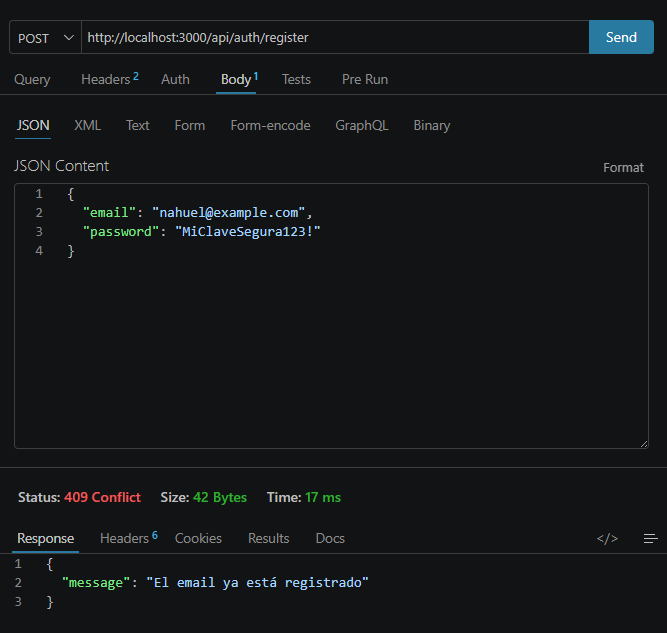 POST http://localhost:3000/api/auth/register Send
Query Headers 2 Auth Body 1 Tests Pre Run
JSON XML Text Form Form-encode GraphQL Binary
JSON Content Format
1 {
2 "email": "nahuel@example.com",
3 "password": "MiClaveSegura123!"
4 }
Status: 409 Conflict Size: 42 Bytes Time: 17 ms
Response Headers 6 Cookies Results Docs </>
1 {
2 "message": "El email ya está registrado"
3 }